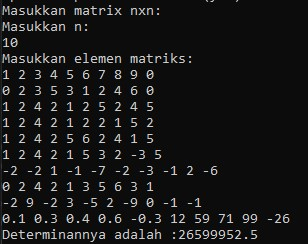 Masukkan matrix nxn:
Masukkan n:
10
Masukkan elemen matriks:
1 2 3 4 5 6 7 8 9 0
0 2 3 5 3 1 2 4 6 0
1 2 4 2 1 2 5 2 4 5
1 2 4 2 1 2 2 1 5 2
1 2 4 2 5 6 2 4 1 5
1 2 4 2 1 5 3 2 -3 5
-2 -2 1 -1 -7 -2 -3 -1 2 -6
0 2 4 2 1 3 5 6 3 1
-2 9 -2 3 -5 2 -9 0 -1 -1
0.1 0.3 0.4 0.6 -0.3 12 59 71 99 -26
Determinannya adalah :26599952.5